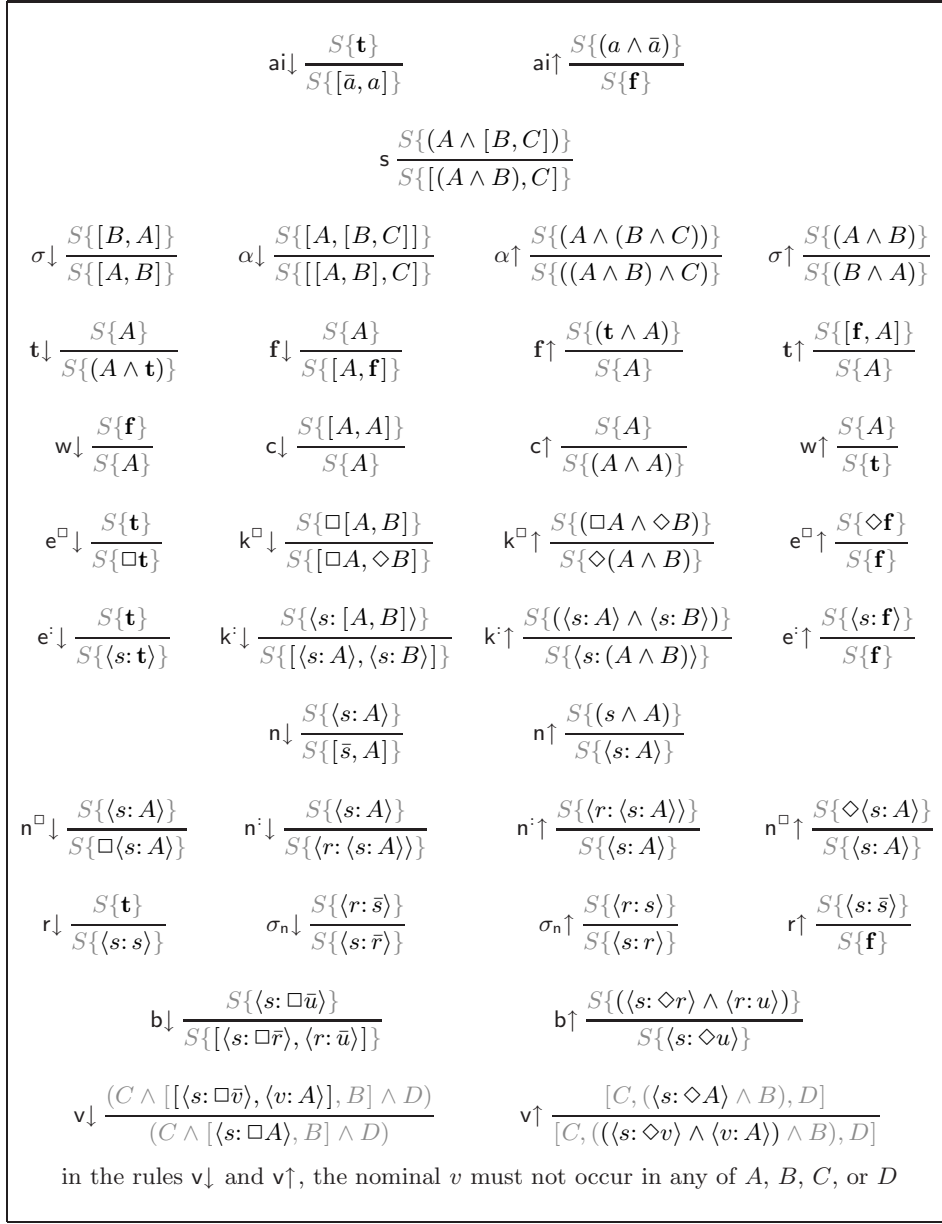 ai↓ S{t} / S{[ā, a]}    ai↑ S{(a ∧ ā)} / S{f}
s S{(A ∧ [B, C])} / S{[(A ∧ B), C]}
σ↓ S{[B, A]} / S{[A, B]}    α↓ S{[A, [B, C]]} / S{[[A, B], C]}    α↑ S{(A ∧ (B ∧ C))} / S{((A ∧ B) ∧ C)}    σ↑ S{(A ∧ B)} / S{(B ∧ A)}
t↓ S{A} / S{(A ∧ t)}    f↓ S{A} / S{[A, f]}    f↑ S{(t ∧ A)} / S{A}    t↑ S{[f, A]} / S{A}
w↓ S{f} / S{A}    c↓ S{[A, A]} / S{A}    c↑ S{A} / S{(A ∧ A)}    w↑ S{A} / S{t}
e□↓ S{t} / S{□t}    k□↓ S{□[A, B]} / S{[□A, ◇B]}    k□↑ S{(□A ∧ ◇B)} / S{◇(A ∧ B)}    e□↑ S{◇f} / S{f}
e:↓ S{t} / S{⟨s: t⟩}    k:↓ S{⟨s: [A, B]⟩} / S{[⟨s: A⟩, ⟨s: B⟩]}    k:↑ S{(⟨s: A⟩ ∧ ⟨s: B⟩)} / S{⟨s: (A ∧ B)⟩}    e:↑ S{⟨s: f⟩} / S{f}
n↓ S{⟨s: A⟩} / S{[s̄, A]}    n↑ S{(s ∧ A)} / S{⟨s: A⟩}
n□↓ S{⟨s: A⟩} / S{□⟨s: A⟩}    n:↓ S{⟨s: A⟩} / S{⟨r: ⟨s: A⟩⟩}    n:↑ S{⟨r: ⟨s: A⟩⟩} / S{⟨s: A⟩}    n□↑ S{◇⟨s: A⟩} / S{⟨s: A⟩}
r↓ S{t} / S{⟨s: s⟩}    σn↓ S{⟨r: s̄⟩} / S{⟨s: r̄⟩}    σn↑ S{⟨r: s⟩} / S{⟨s: r⟩}    r↑ S{⟨s: s̄⟩} / S{f}
b↓ S{⟨s: □ū⟩} / S{[⟨s: □r̄⟩, ⟨r: ū⟩]}    b↑ S{(⟨s: ◇r⟩ ∧ ⟨r: u⟩)} / S{⟨s: ◇u⟩}
v↓ (C ∧ [[⟨s: □v̄⟩, ⟨v: A⟩], B] ∧ D) / (C ∧ [⟨s: □A⟩, B] ∧ D)    v↑ [C, (⟨s: ◇A⟩ ∧ B), D] / [C, ((⟨s: ◇v⟩ ∧ ⟨v: A⟩) ∧ B), D]
in the rules v↓ and v↑, the nominal v must not occur in any of A, B, C, or D